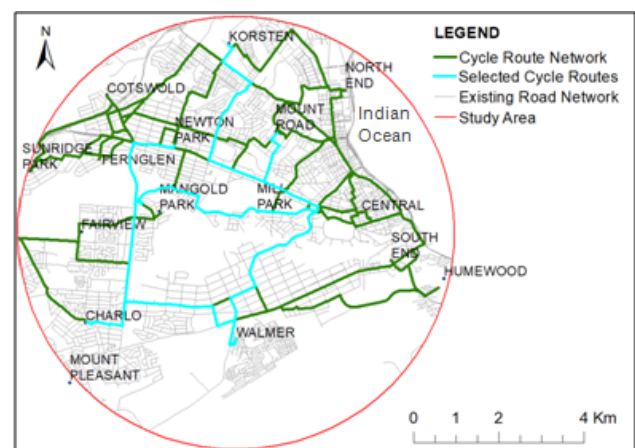 N
KORSTEN
LEGEND
Cycle Route Network
Selected Cycle Routes
Existing Road Network
Study Area
NORTH
END
COTSWOLD
Indian
Ocean
NEWTON
PARK
MOUNT
ROAD
SUNRIDGE
PARK
FERNGLEN
MANGOLD
PARK
MILL
PARK
CENTRAL
FAIRVIEW
SOUTH
END
HUMEWOOD
CHARLO
WALMER
MOUNT
PLEASANT
0 1 2 4 Km